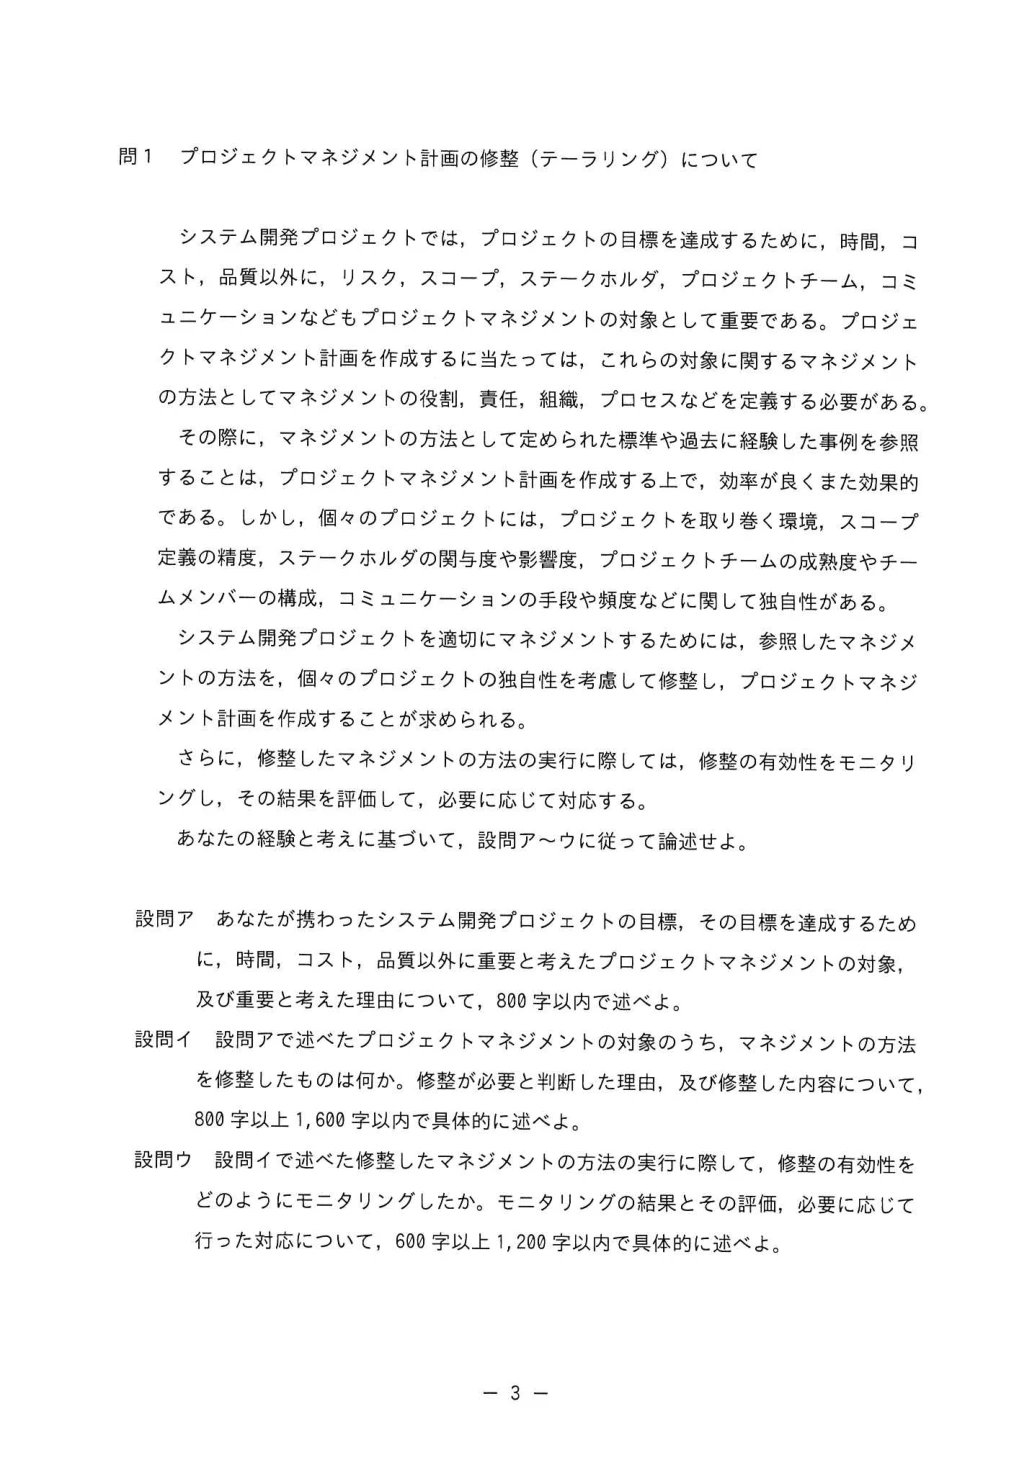 問1　プロジェクトマネジメント計画の修整（テーラリング）について
システム開発プロジェクトでは，プロジェクトの目標を達成するために，時間，コ
スト，品質以外に，リスク，スコープ，ステークホルダ，プロジェクトチーム，コミ
ュニケーションなどもプロジェクトマネジメントの対象として重要である。プロジェ
クトマネジメント計画を作成するに当たっては，これらの対象に関するマネジメント
の方法としてマネジメントの役割，責任，組織，プロセスなどを定義する必要がある。
その際に，マネジメントの方法として定められた標準や過去に経験した事例を参照
することは，プロジェクトマネジメント計画を作成する上で，効率が良くまた効果的
である。しかし，個々のプロジェクトには，プロジェクトを取り巻く環境，スコープ
定義の精度，ステークホルダの関与度や影響度，プロジェクトチームの成熟度やチー
ムメンバーの構成，コミュニケーションの手段や頻度などに関して独自性がある。
システム開発プロジェクトを適切にマネジメントするためには，参照したマネジメ
ントの方法を，個々のプロジェクトの独自性を考慮して修整し，プロジェクトマネジ
メント計画を作成することが求められる。
さらに，修整したマネジメントの方法の実行に際しては，修整の有効性をモニタリ
ングし，その結果を評価して，必要に応じて対応する。
あなたの経験と考えに基づいて，設問ア～ウに従って論述せよ。
設問ア　あなたが携わったシステム開発プロジェクトの目標，その目標を達成するため
に，時間，コスト，品質以外に重要と考えたプロジェクトマネジメントの対象，
及び重要と考えた理由について，800字以内で述べよ。
設問イ　設問アで述べたプロジェクトマネジメントの対象のうち，マネジメントの方法
を修整したものは何か。修整が必要と判断した理由，及び修整した内容について，
800字以上1,600字以内で具体的に述べよ。
設問ウ　設問イで述べた修整したマネジメントの方法の実行に際して，修整の有効性を
どのようにモニタリングしたか。モニタリングの結果とその評価，必要に応じて
行った対応について，600字以上1,200字以内で具体的に述べよ。
－ 3 －